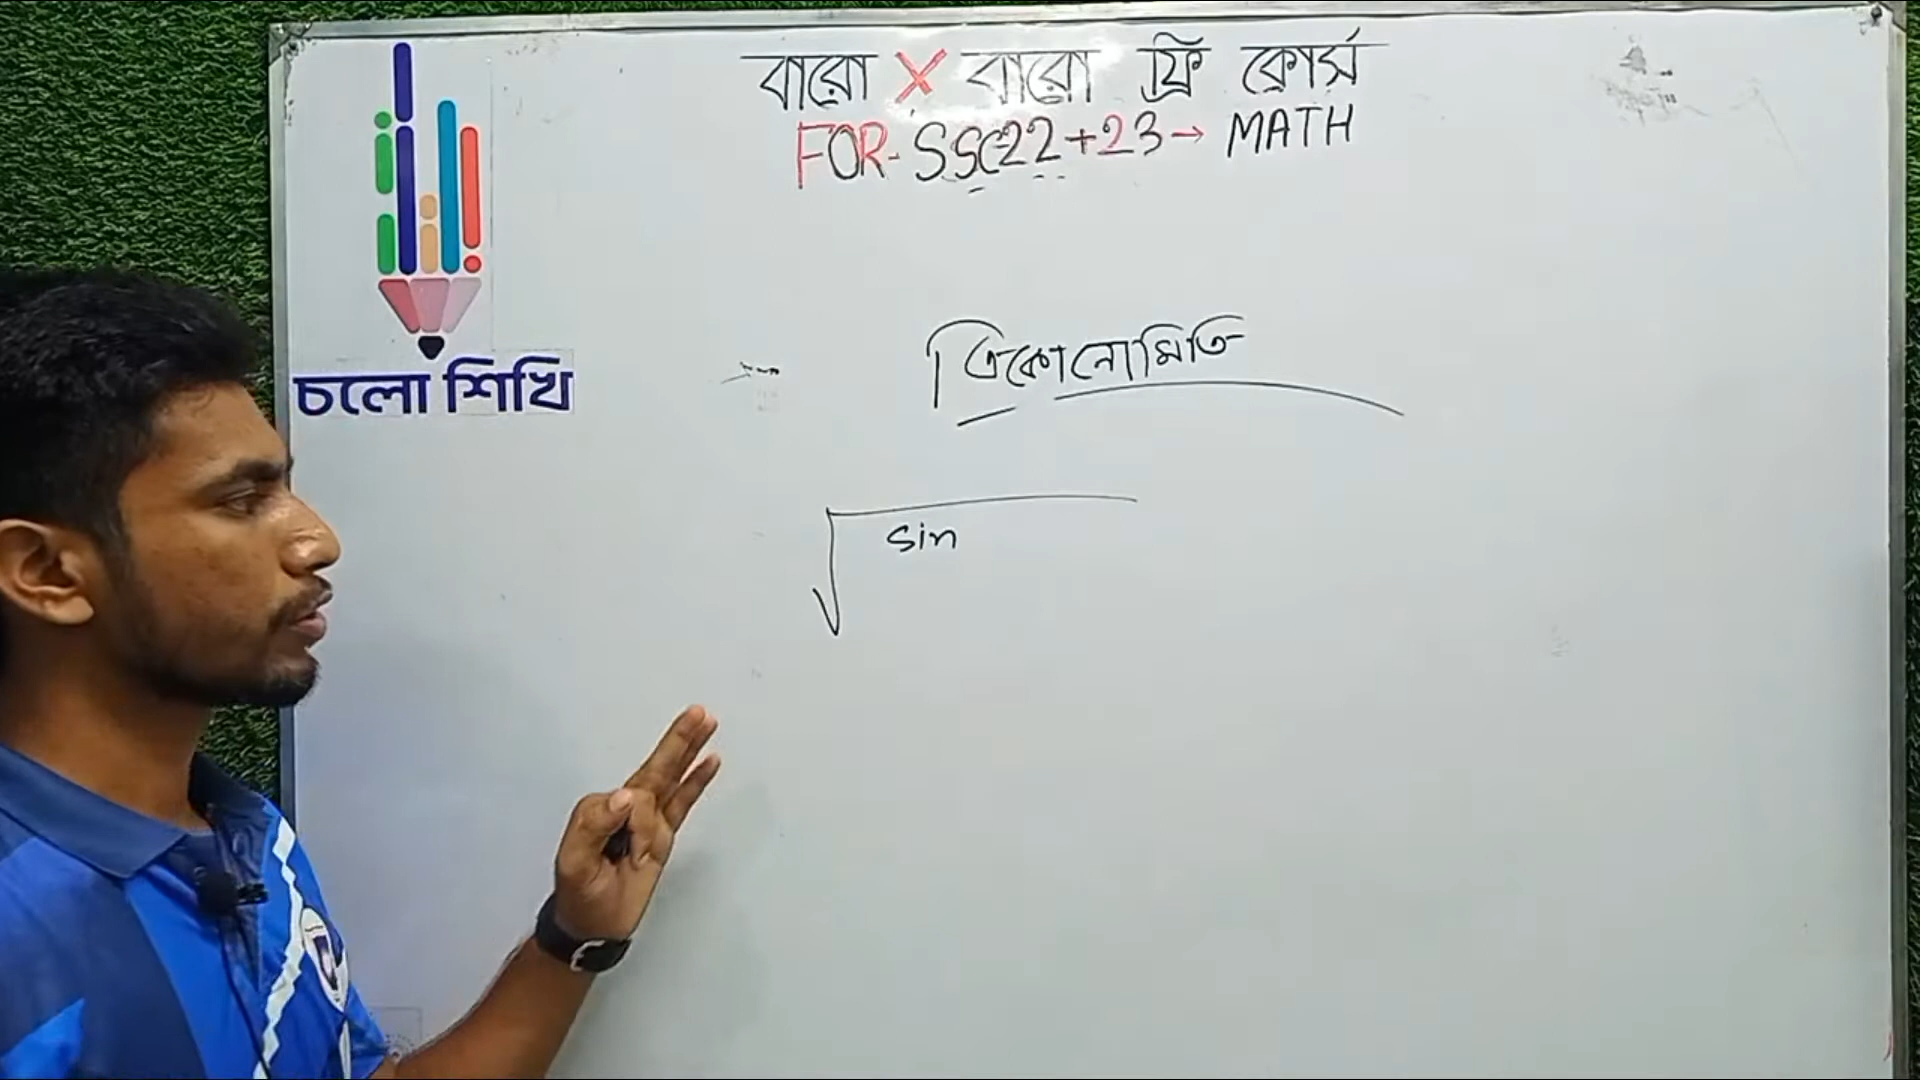 বারো X বারো ফ্রি কোর্স
FOR- SSC22+23→ MATH
চলো শিখি
ত্রিকোনোমিতি
√ sin